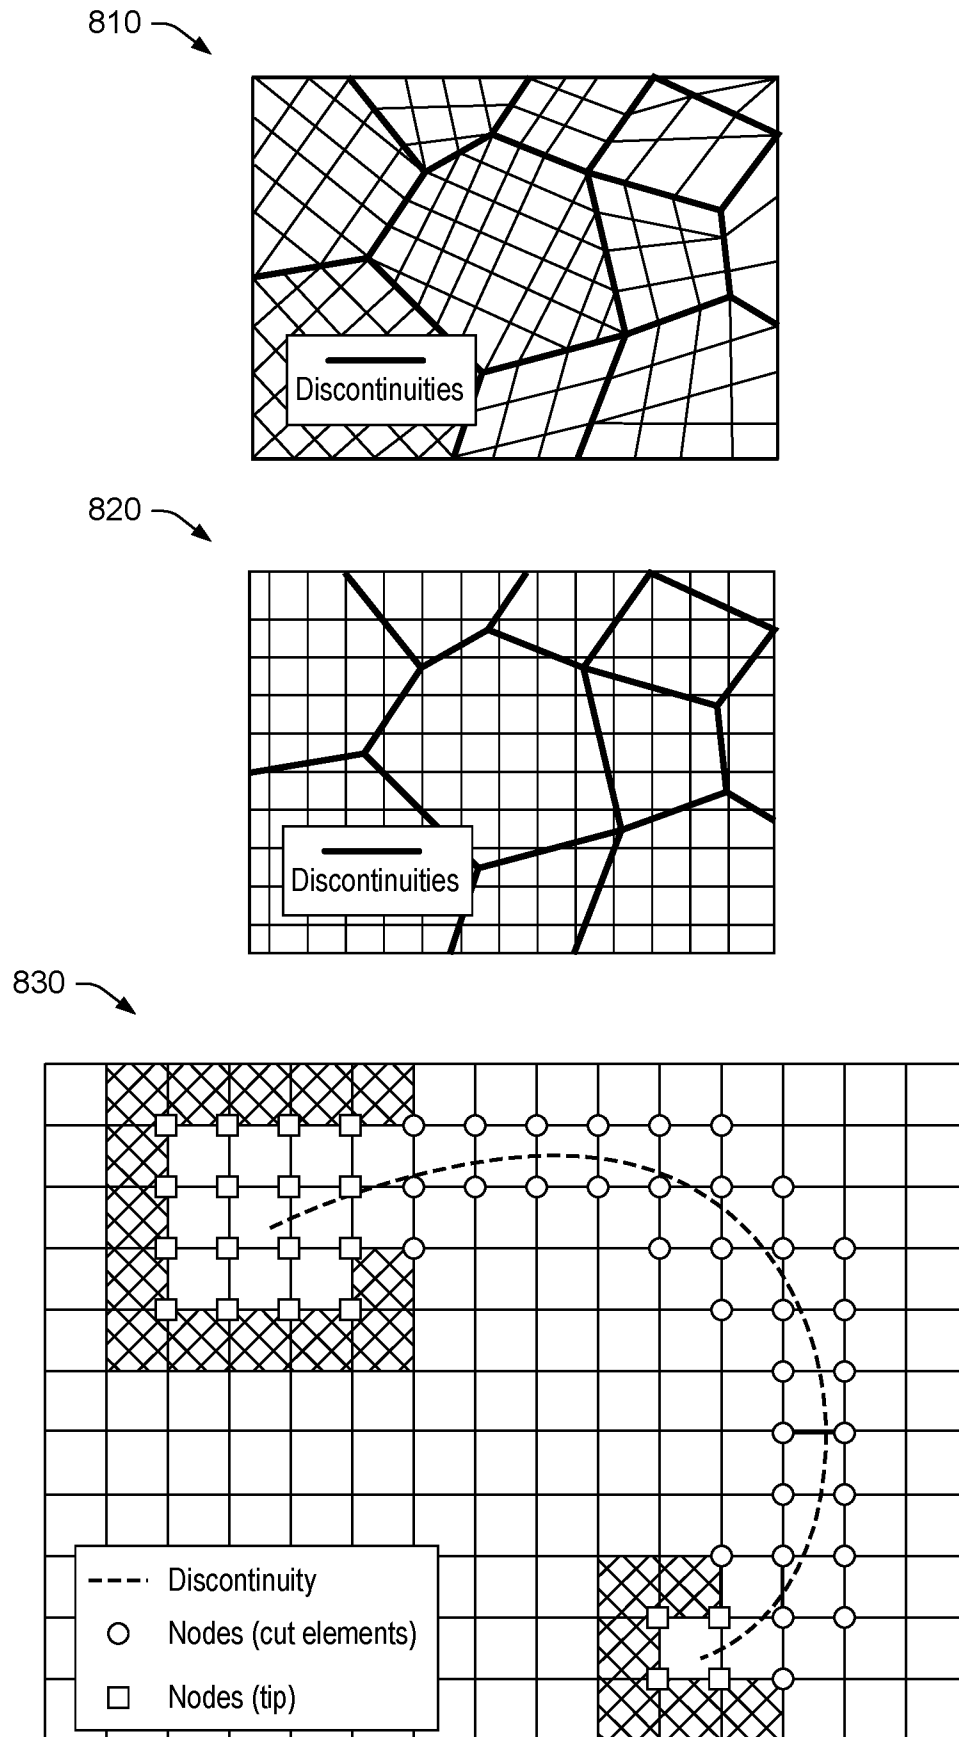 810
Discontinuities
820
Discontinuities
830
Discontinuity
Nodes (cut elements)
Nodes (tip)